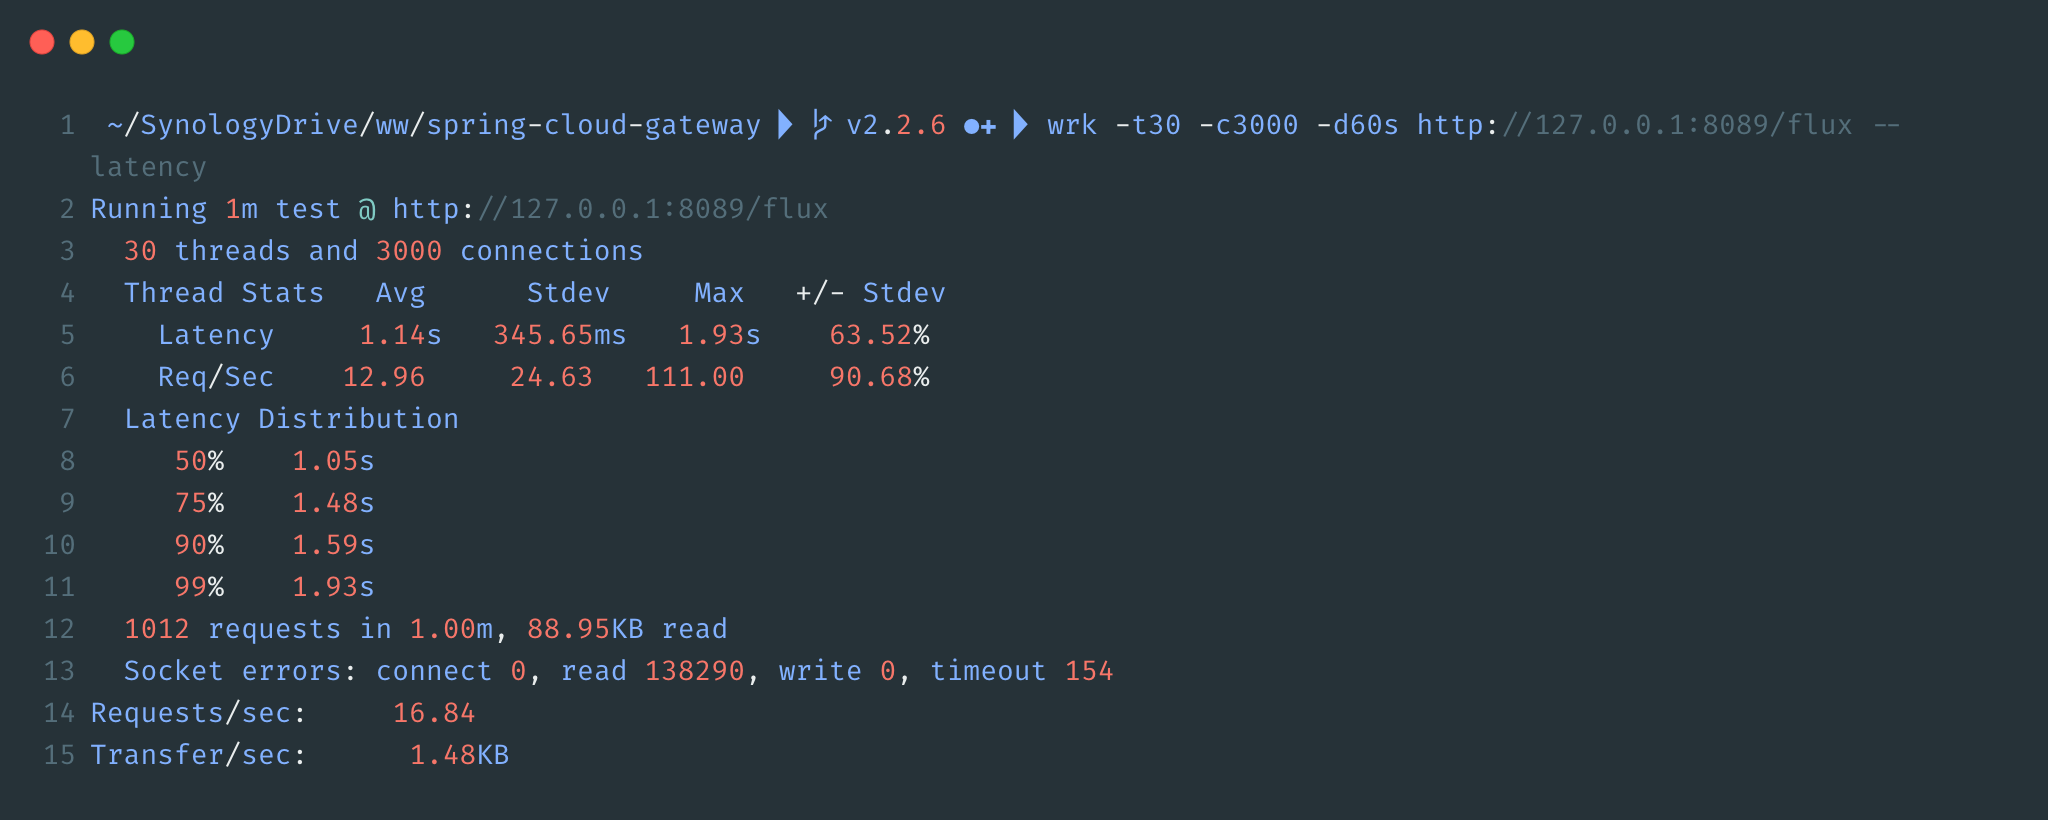 1 ~/SynologyDrive/ww/spring-cloud-gateway v2.2.6 ●✚ wrk -t30 -c3000 -d60s http://127.0.0.1:8089/flux --
latency
2 Running 1m test @ http://127.0.0.1:8089/flux
3 30 threads and 3000 connections
4 Thread Stats Avg Stdev Max +/- Stdev
5 Latency 1.14s 345.65ms 1.93s 63.52%
6 Req/Sec 12.96 24.63 111.00 90.68%
7 Latency Distribution
8 50% 1.05s
9 75% 1.48s
10 90% 1.59s
11 99% 1.93s
12 1012 requests in 1.00m, 88.95KB read
13 Socket errors: connect 0, read 138290, write 0, timeout 154
14 Requests/sec: 16.84
15 Transfer/sec: 1.48KB